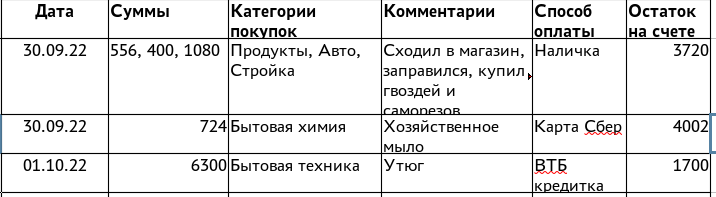 Дата Суммы Категории покупок Комментарии Способ оплаты Остаток на счете
30.09.22 556, 400, 1080 Продукты, Авто, Стройка Сходил в магазин, заправился, купил гвоздей и саморезов Наличка 3720
30.09.22 724 Бытовая химия Хозяйственное мыло Карта Сбер 4002
01.10.22 6300 Бытовая техника Утюг ВТБ кредитка 1700